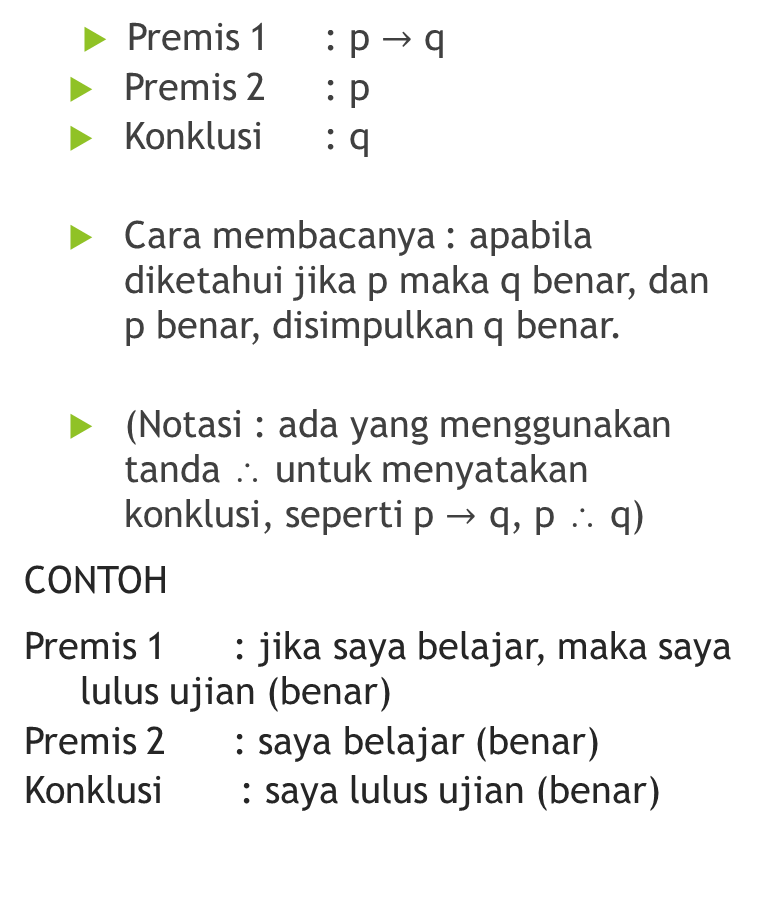 ▶ Premis 1 : p → q
▶ Premis 2 : p
▶ Konklusi : q
▶ Cara membacanya : apabila
diketahui jika p maka q benar, dan
p benar, disimpulkan q benar.
▶ (Notasi : ada yang menggunakan
tanda ∴ untuk menyatakan
konklusi, seperti p → q, p ∴ q)
CONTOH
Premis 1 : jika saya belajar, maka saya
lulus ujian (benar)
Premis 2 : saya belajar (benar)
Konklusi : saya lulus ujian (benar)